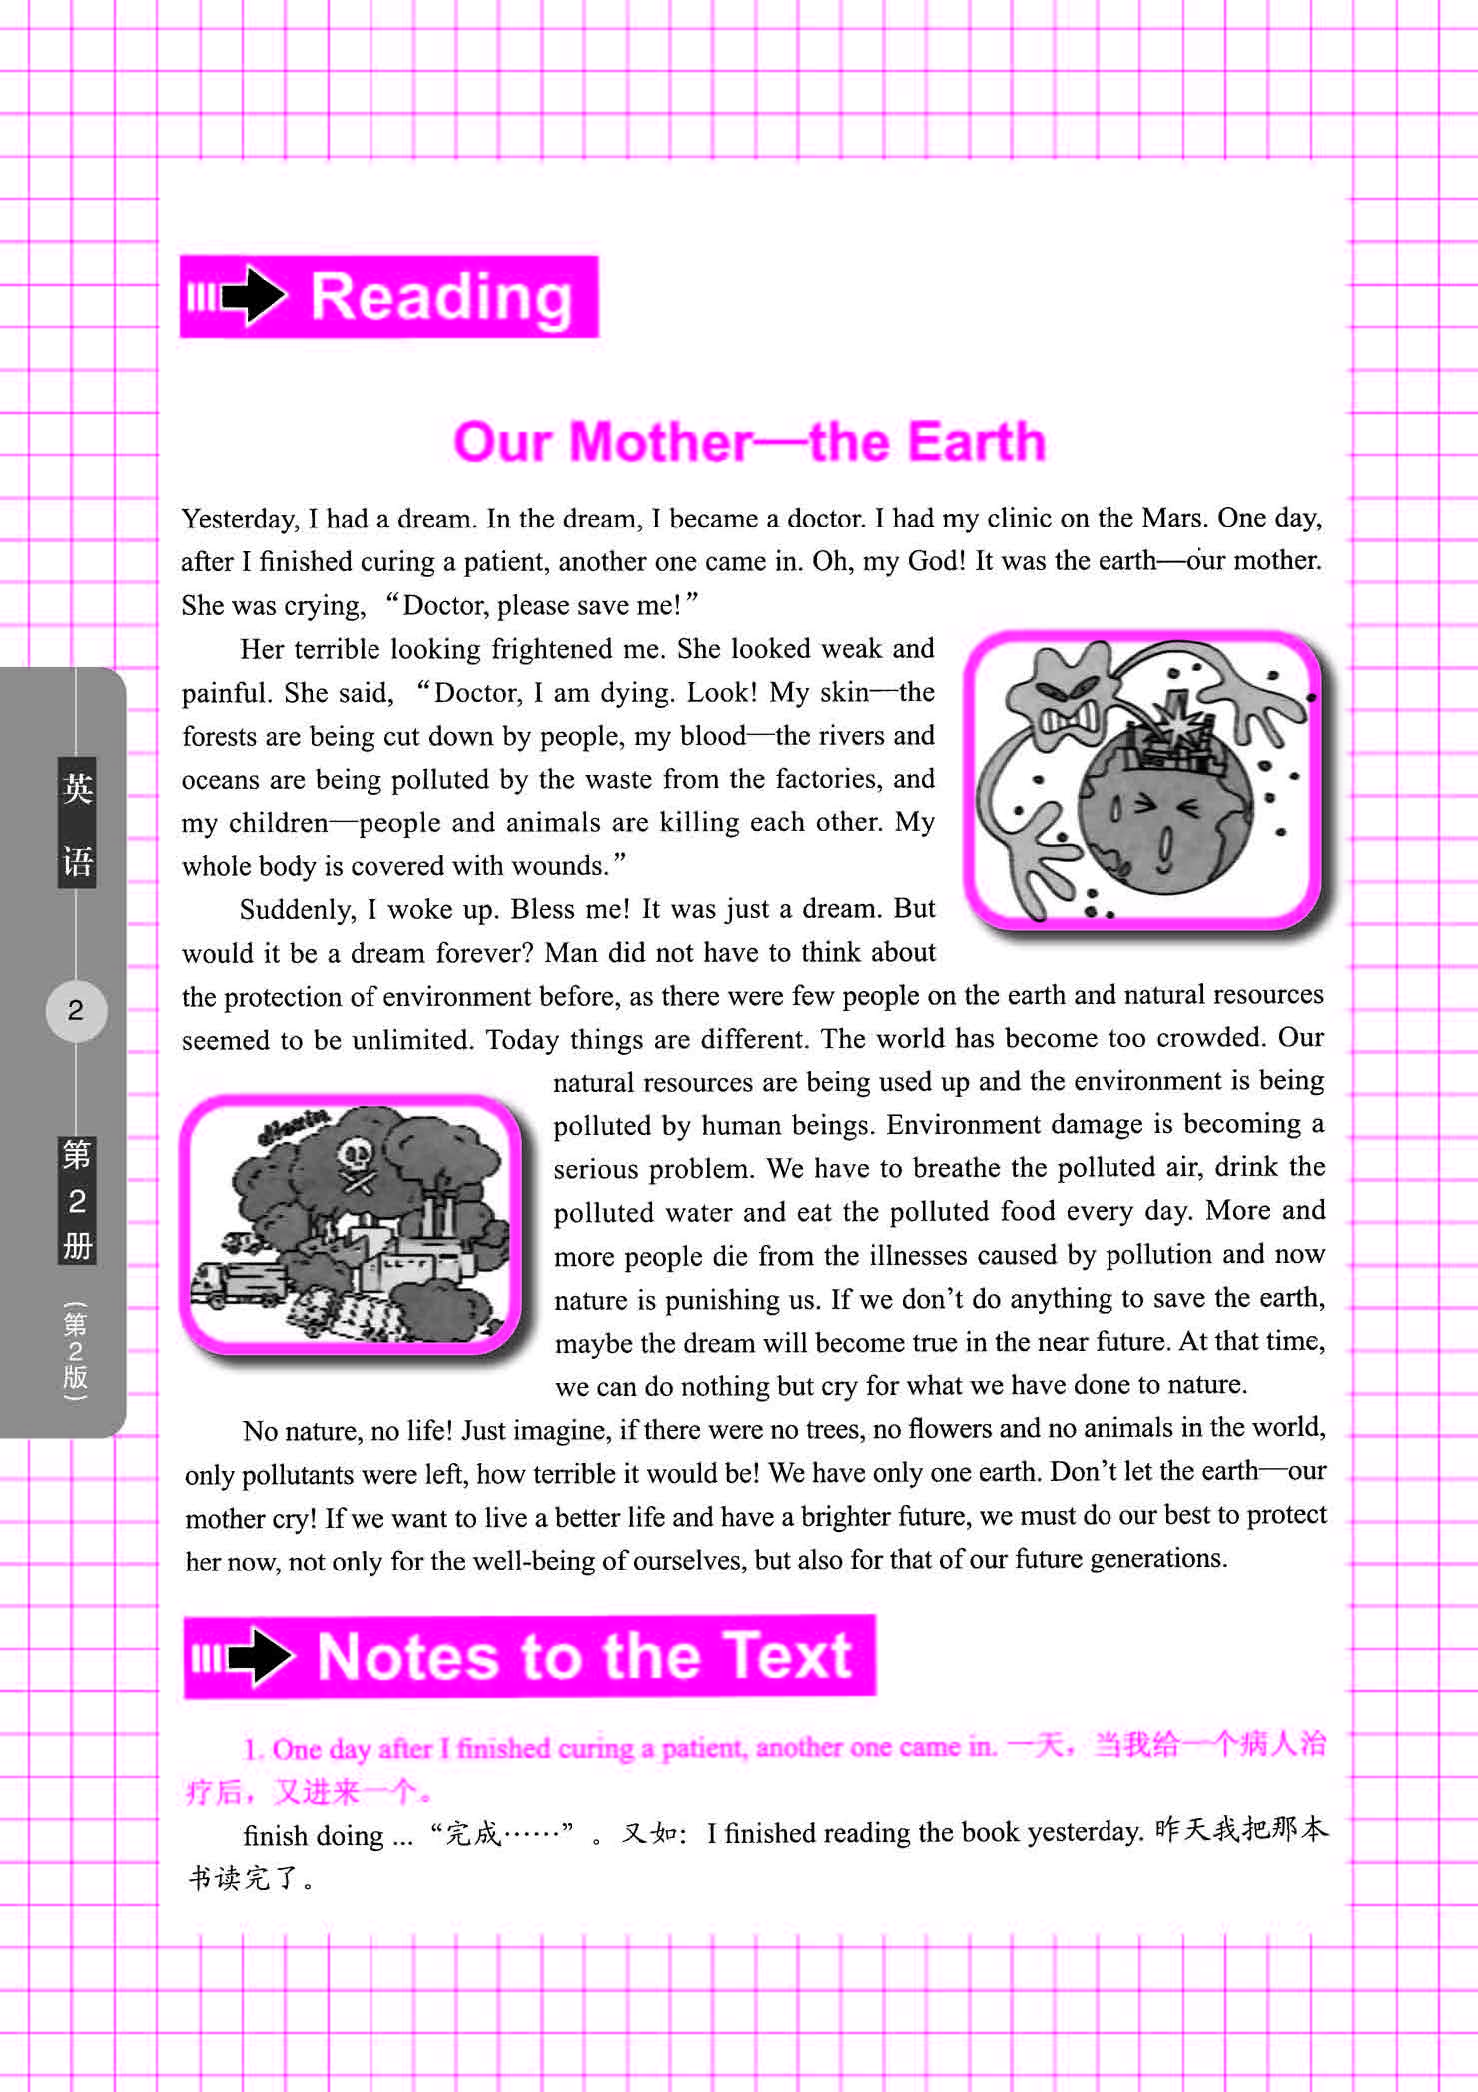 Reading
Our Mother—the Earth
Yesterday, I had a dream. In the dream, I became a doctor. I had my clinic on the Mars. One day,
after I finished curing a patient, another one came in. Oh, my God! It was the earth—our mother.
She was crying, “Doctor, please save me!”
Her terrible looking frightened me. She looked weak and
painful. She said, “Doctor, I am dying. Look! My skin—the
forests are being cut down by people, my blood—the rivers and
oceans are being polluted by the waste from the factories, and
my children—people and animals are killing each other. My
whole body is covered with wounds.”
Suddenly, I woke up. Bless me! It was just a dream. But
would it be a dream forever? Man did not have to think about
the protection of environment before, as there were few people on the earth and natural resources
seemed to be unlimited. Today things are different. The world has become too crowded. Our
natural resources are being used up and the environment is being
polluted by human beings. Environment damage is becoming a
serious problem. We have to breathe the polluted air, drink the
polluted water and eat the polluted food every day. More and
more people die from the illnesses caused by pollution and now
nature is punishing us. If we don’t do anything to save the earth,
maybe the dream will become true in the near future. At that time,
we can do nothing but cry for what we have done to nature.
No nature, no life! Just imagine, if there were no trees, no flowers and no animals in the world,
only pollutants were left, how terrible it would be! We have only one earth. Don’t let the earth—our
mother cry! If we want to live a better life and have a brighter future, we must do our best to protect
her now, not only for the well-being of ourselves, but also for that of our future generations.
Notes to the Text
1. One day after I finished curing a patient, another one came in. 一天，当我给一个病人治
疗后，又进来一个。
finish doing ... “完成……”。又如：I finished reading the book yesterday. 昨天我把那本
书读完了。
英语
2
第2册
（第2版）